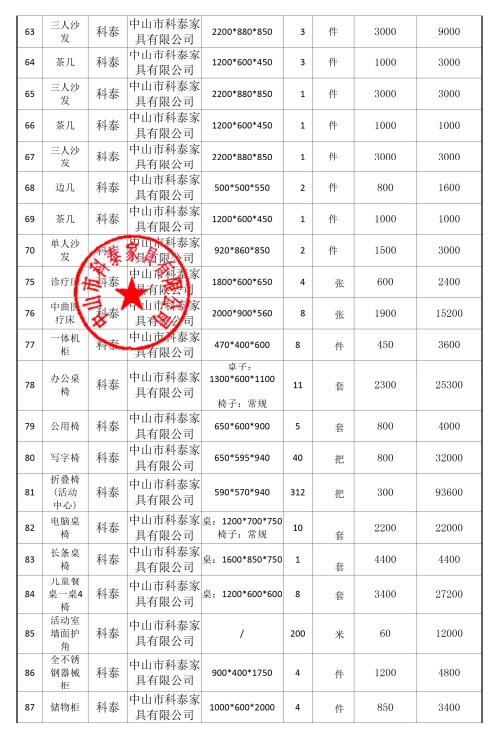 63 三人沙发 科泰 中山市科泰家具有限公司 2200*880*850 3 件 3000 9000
64 茶几 科泰 中山市科泰家具有限公司 1200*600*450 3 件 1000 3000
65 三人沙发 科泰 中山市科泰家具有限公司 2200*880*850 1 件 3000 3000
66 茶几 科泰 中山市科泰家具有限公司 1200*600*450 1 件 1000 1000
67 三人沙发 科泰 中山市科泰家具有限公司 2200*880*850 1 件 3000 3000
68 边几 科泰 中山市科泰家具有限公司 500*500*550 2 件 800 1600
69 茶几 科泰 中山市科泰家具有限公司 1200*600*450 1 件 1000 1000
70 单人沙发 科泰 中山市科泰家具有限公司 920*860*850 2 件 1500 3000
75 诊疗床 科泰 中山市科泰家具有限公司 1800*600*650 4 张 600 2400
76 中曲医疗床 科泰 中山市科泰家具有限公司 2000*900*560 8 张 1900 15200
77 一体机柜 科泰 中山市科泰家具有限公司 470*400*600 8 件 450 3600
78 办公桌椅 科泰 中山市科泰家具有限公司 桌子：1300*600*1100 椅子：常规 11 套 2300 25300
79 公用椅 科泰 中山市科泰家具有限公司 650*600*900 5 套 800 4000
80 写字椅 科泰 中山市科泰家具有限公司 650*595*940 40 把 800 32000
81 折叠椅(活动中心) 科泰 中山市科泰家具有限公司 590*570*940 312 把 300 93600
82 电脑桌椅 科泰 中山市科泰家具有限公司 桌：1200*700*750 椅子：常规 10 套 2200 22000
83 长条桌椅 科泰 中山市科泰家具有限公司 桌：1600*850*750 1 套 4400 4400
84 儿童餐桌一桌4椅 科泰 中山市科泰家具有限公司 桌：1200*600*600 8 套 3400 27200
85 活动室墙面护角 科泰 中山市科泰家具有限公司 / 200 米 60 12000
86 全不锈钢器械柜 科泰 中山市科泰家具有限公司 900*400*1750 4 件 1200 4800
87 储物柜 科泰 中山市科泰家具有限公司 1000*600*2000 4 件 850 3400
中山市科泰家具有限公司